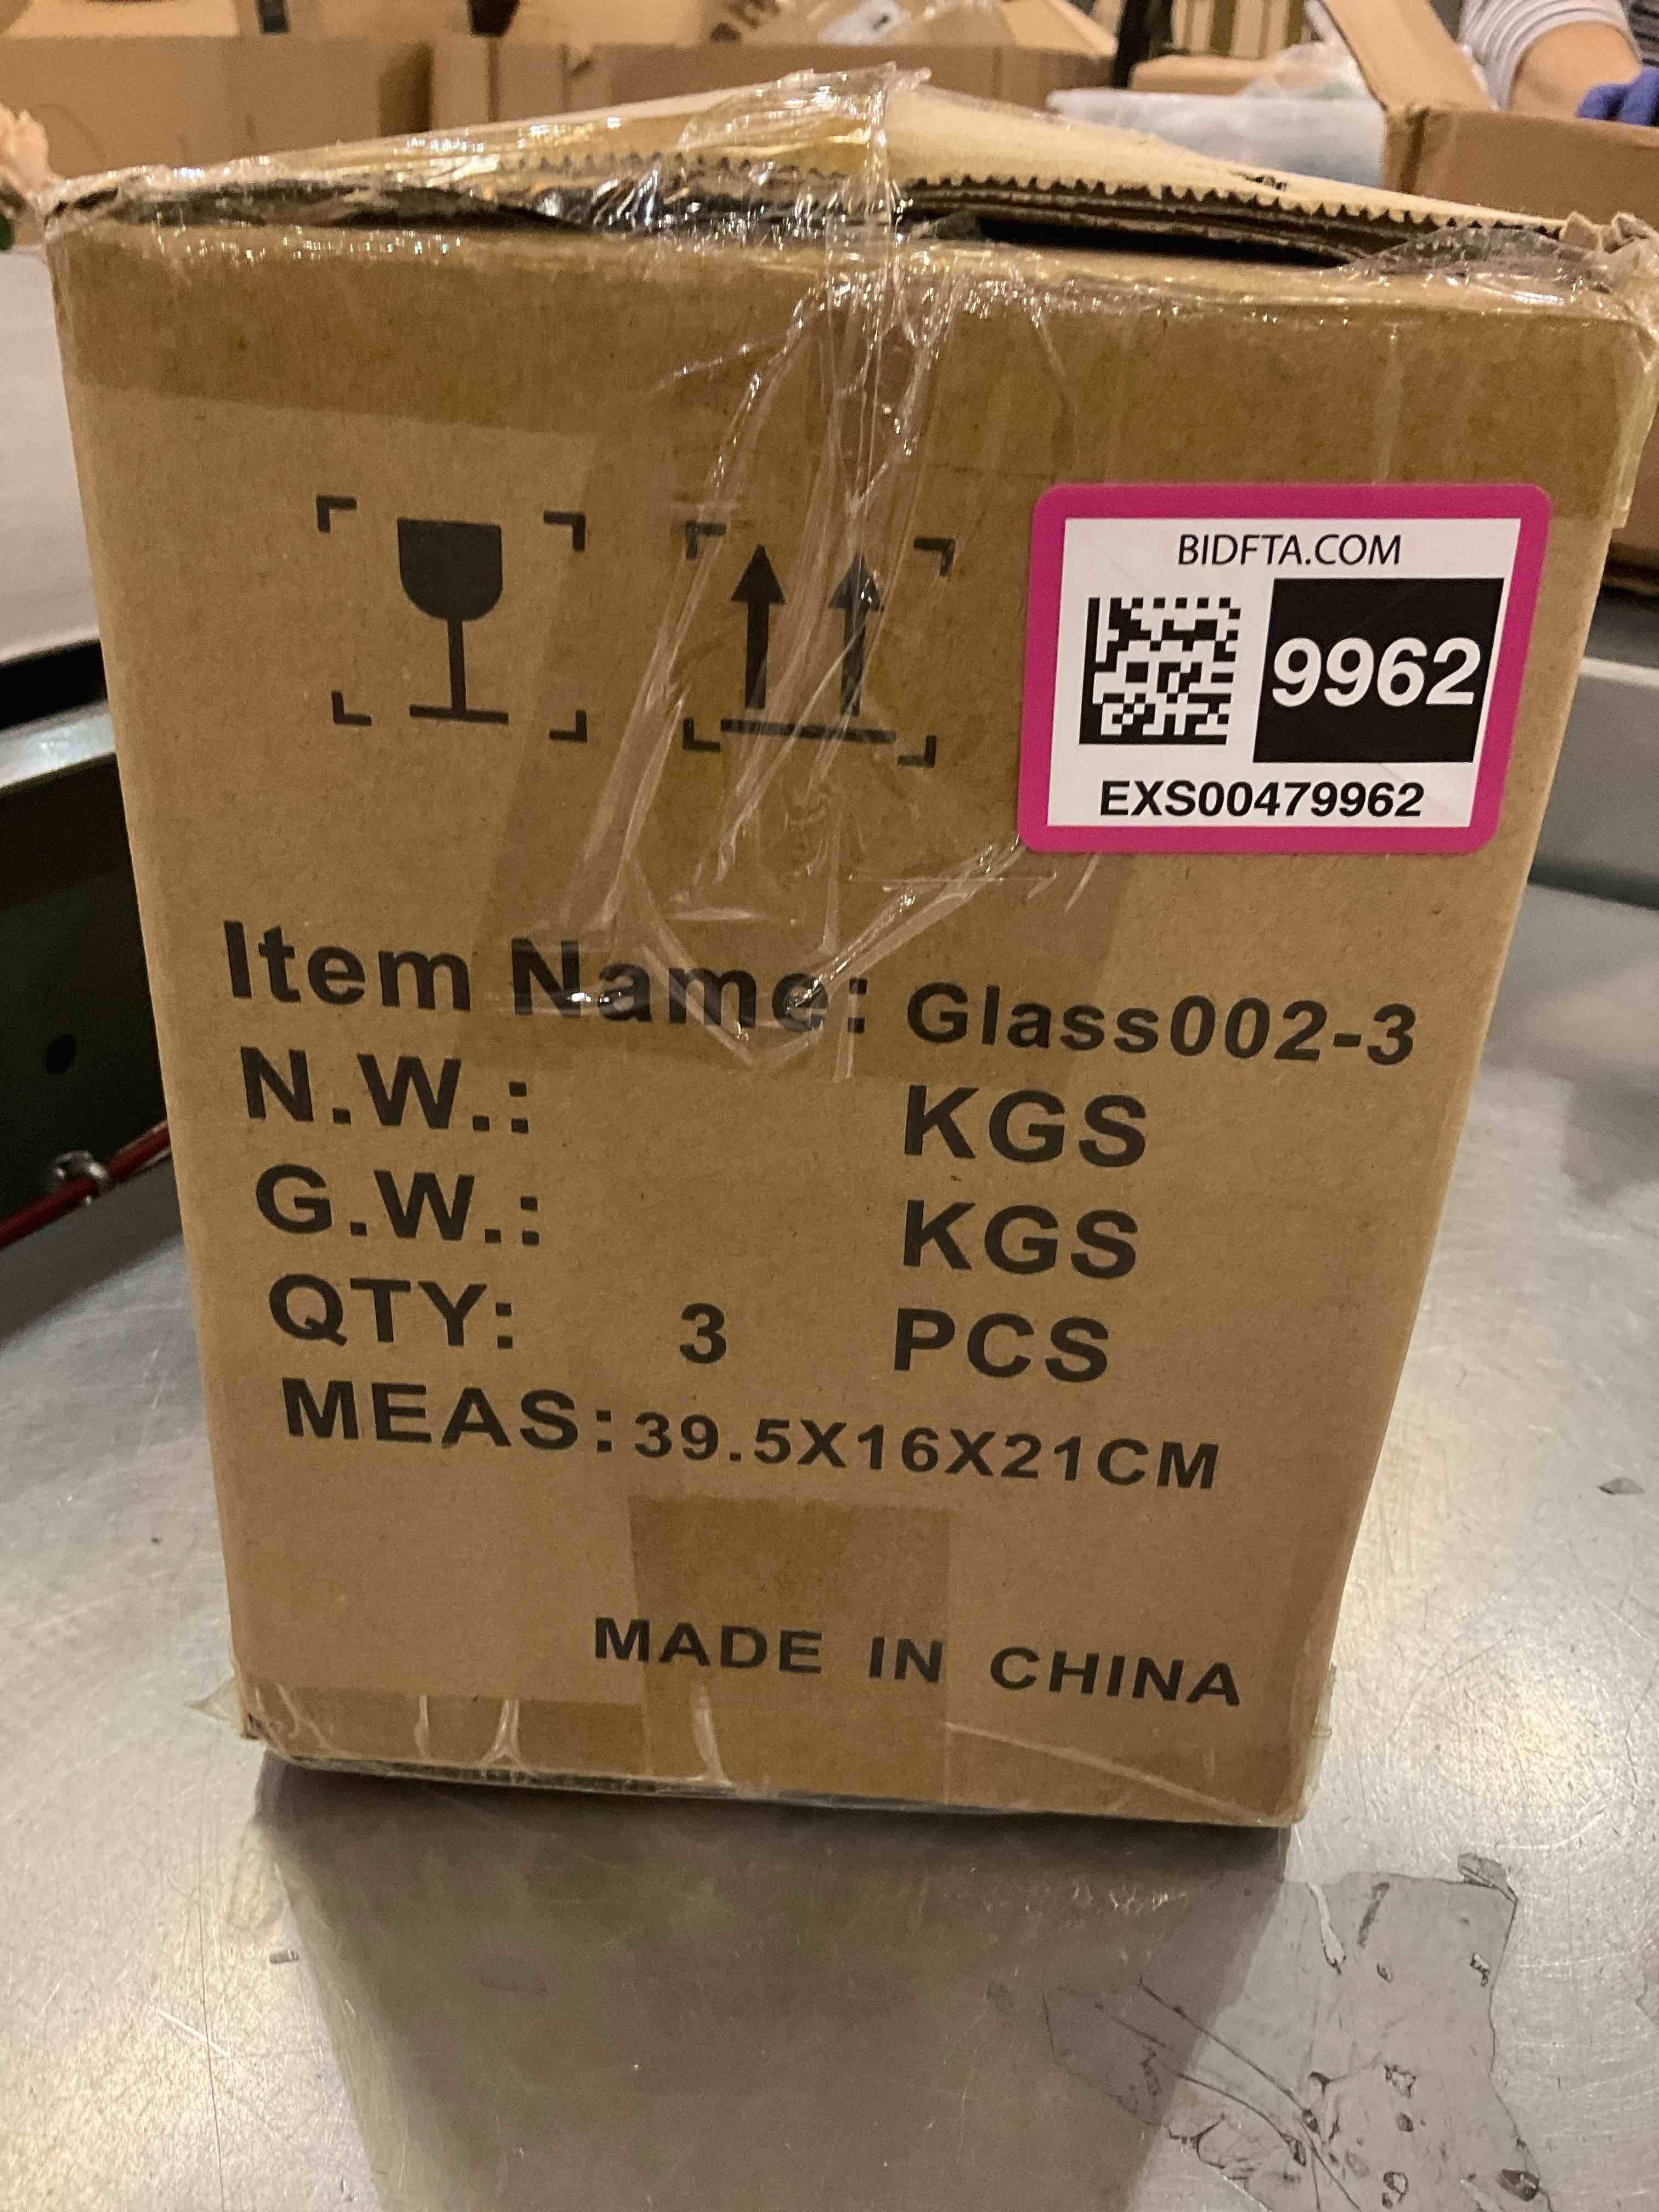 BIDFTA.COM
9962
EXS00479962
Item Name: Glass002-3
N.W.: KGS
G.W.: KGS
QTY: 3 PCS
MEAS:39.5X16X21CM
MADE IN CHINA